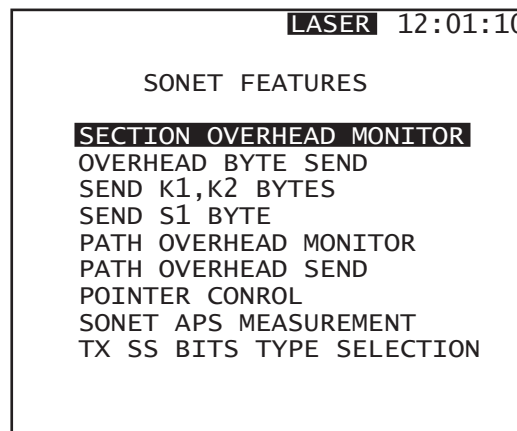 LASER 12:01:10
SONET FEATURES
SECTION OVERHEAD MONITOR
OVERHEAD BYTE SEND
SEND K1,K2 BYTES
SEND S1 BYTE
PATH OVERHEAD MONITOR
PATH OVERHEAD SEND
POINTER CONROL
SONET APS MEASUREMENT
TX SS BITS TYPE SELECTION